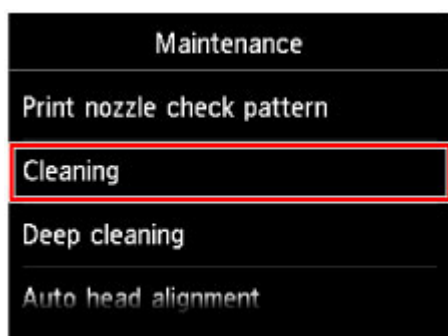 Maintenance
Print nozzle check pattern
Cleaning
Deep cleaning
Auto head alignment